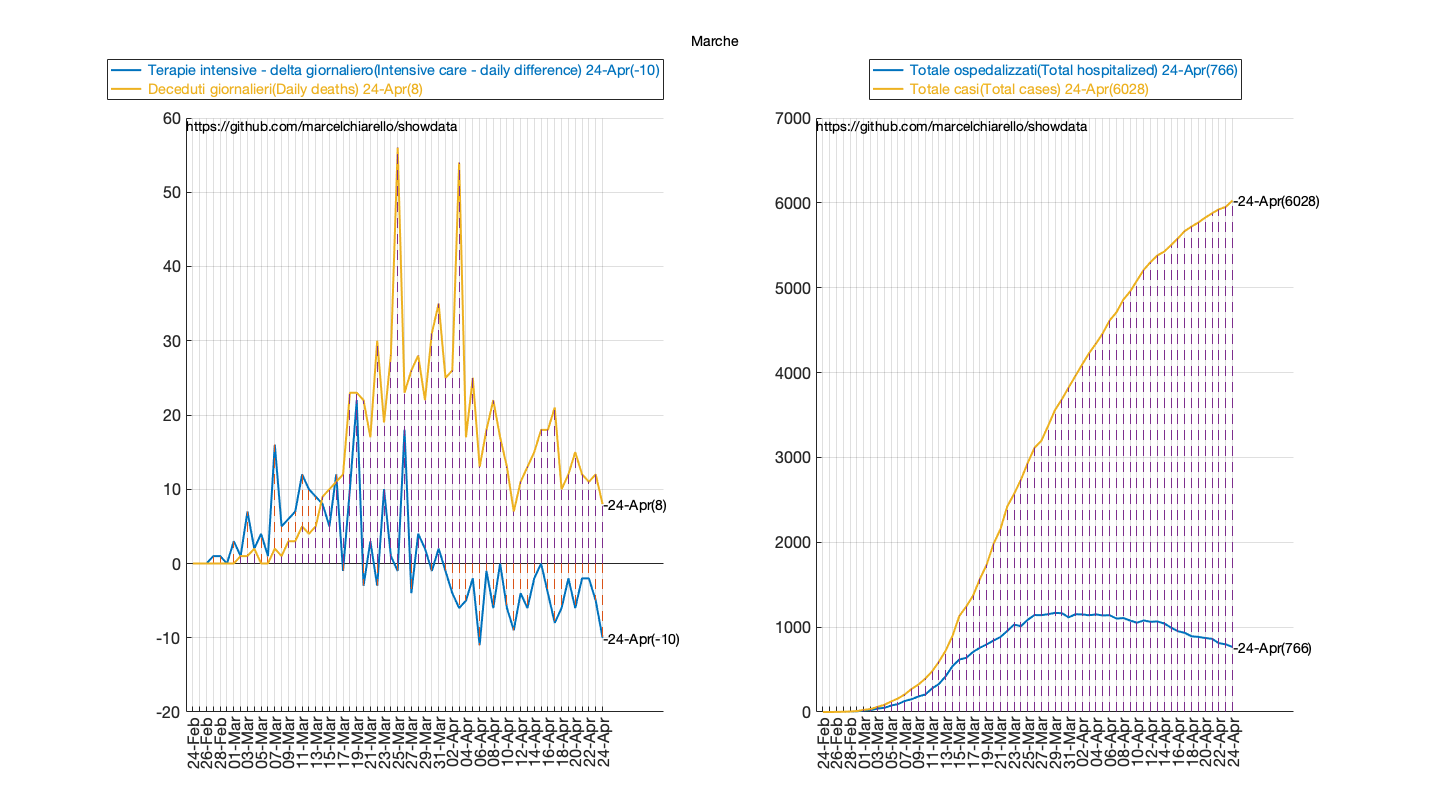 Marche
Terapie intensive - delta giornaliero(Intensive care - daily difference) 24-Apr(-10)
Deceduti giornalieri(Daily deaths) 24-Apr(8)
https://github.com/marcelchiarello/showdata
60
50
40
30
20
10
0
-10
-20
-24-Apr(8)
-24-Apr(-10)
24-Feb
26-Feb
28-Feb
01-Mar
03-Mar
05-Mar
07-Mar
09-Mar
11-Mar
13-Mar
15-Mar
17-Mar
19-Mar
21-Mar
23-Mar
25-Mar
27-Mar
29-Mar
31-Mar
02-Apr
04-Apr
06-Apr
08-Apr
10-Apr
12-Apr
14-Apr
16-Apr
18-Apr
20-Apr
22-Apr
24-Apr
Totale ospedalizzati(Total hospitalized) 24-Apr(766)
Totale casi(Total cases) 24-Apr(6028)
https://github.com/marcelchiarello/showdata
7000
6000
5000
4000
3000
2000
1000
0
-24-Apr(6028)
-24-Apr(766)
24-Feb
26-Feb
28-Feb
01-Mar
03-Mar
05-Mar
07-Mar
09-Mar
11-Mar
13-Mar
15-Mar
17-Mar
19-Mar
21-Mar
23-Mar
25-Mar
27-Mar
29-Mar
31-Mar
02-Apr
04-Apr
06-Apr
08-Apr
10-Apr
12-Apr
14-Apr
16-Apr
18-Apr
20-Apr
22-Apr
24-Apr